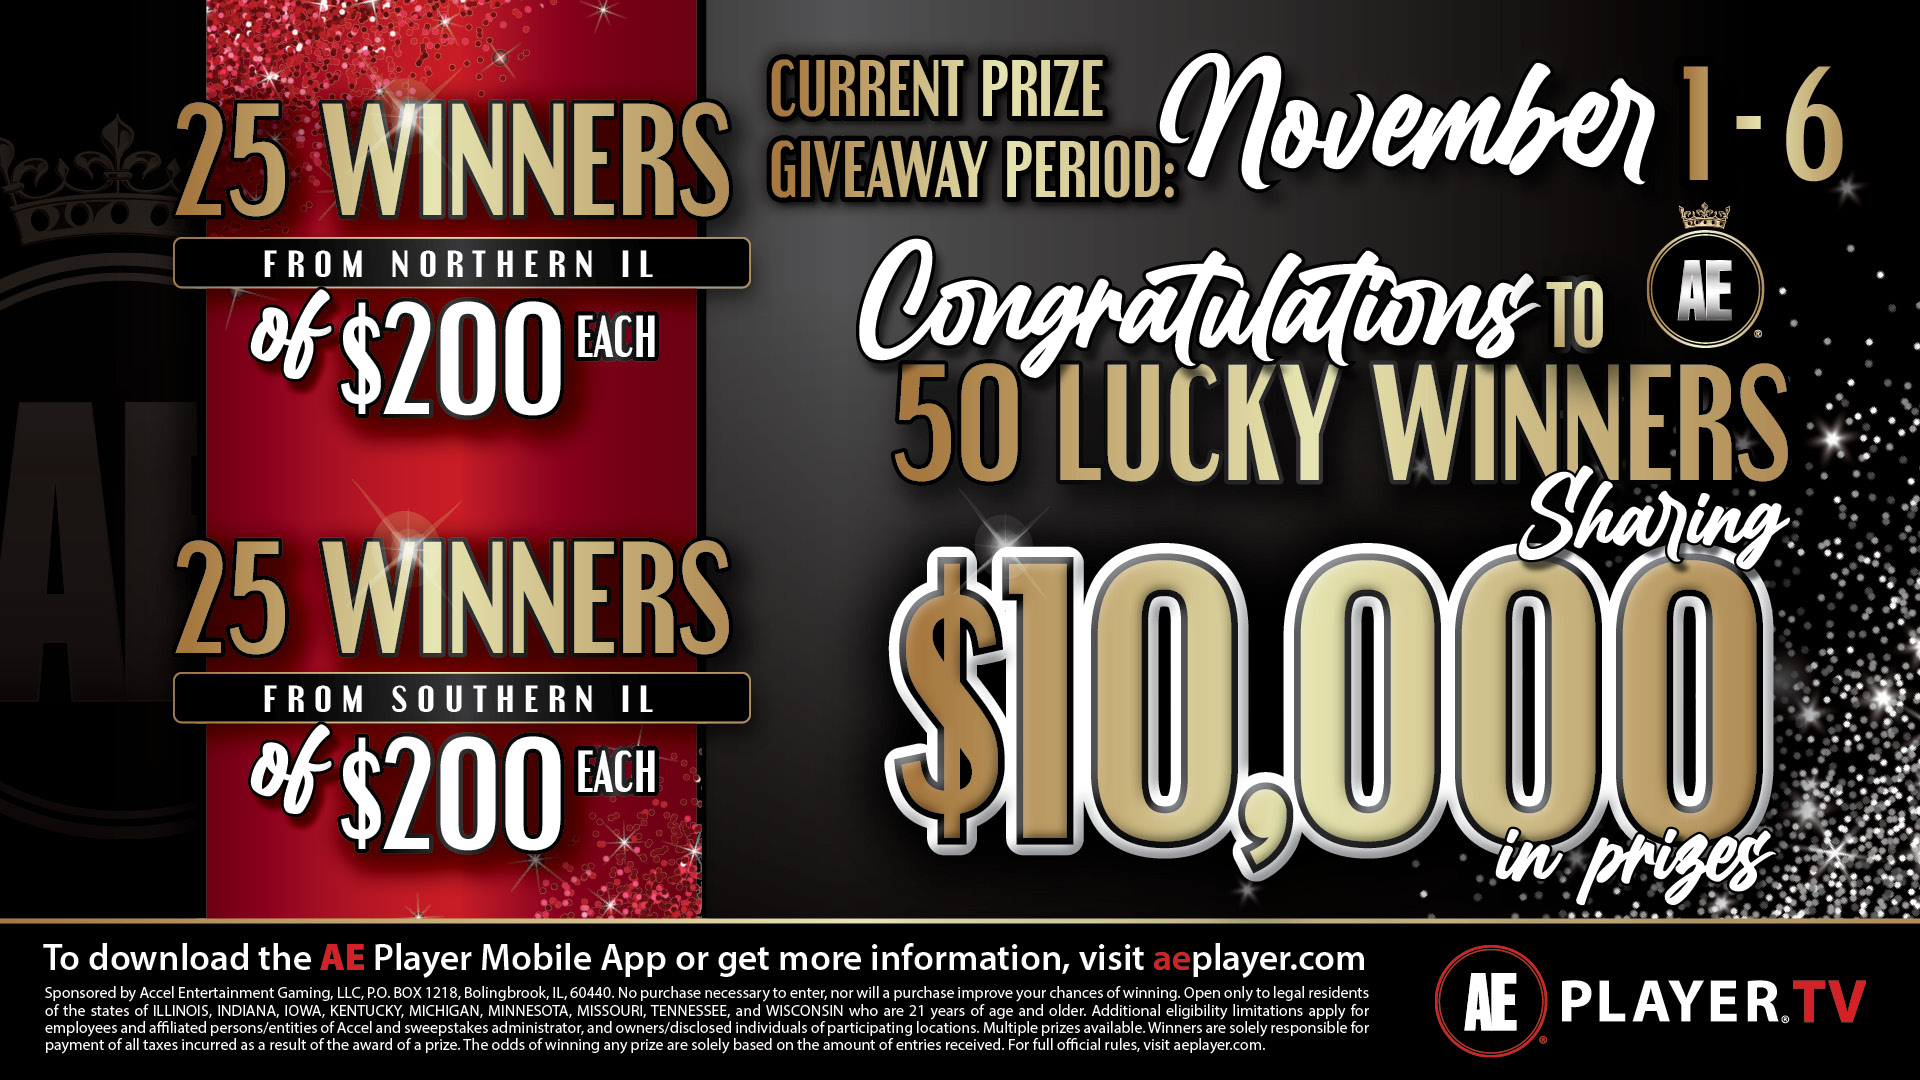 25 WINNERS
FROM NORTHERN IL
of $200 EACH
25 WINNERS
FROM SOUTHERN IL
of $200 EACH
CURRENT PRIZE
GIVEAWAY PERIOD: November 1 - 6
Congratulations TO
AE®
50 LUCKY WINNERS
Sharing
$10,000
in prizes
AE
To download the AE Player Mobile App or get more information, visit aeplayer.com
Sponsored by Accel Entertainment Gaming, LLC, P.O. BOX 1218, Bolingbrook, IL, 60440. No purchase necessary to enter, nor will a purchase improve your chances of winning. Open only to legal residents
of the states of ILLINOIS, INDIANA, IOWA, KENTUCKY, MICHIGAN, MINNESOTA, MISSOURI, TENNESSEE, and WISCONSIN who are 21 years of age and older. Additional eligibility limitations apply for
employees and affiliated persons/entities of Accel and sweepstakes administrator, and owners/disclosed individuals of participating locations. Multiple prizes available. Winners are solely responsible for
payment of all taxes incurred as a result of the award of a prize. The odds of winning any prize are solely based on the amount of entries received. For full official rules, visit aeplayer.com.
AE® PLAYER®.TV